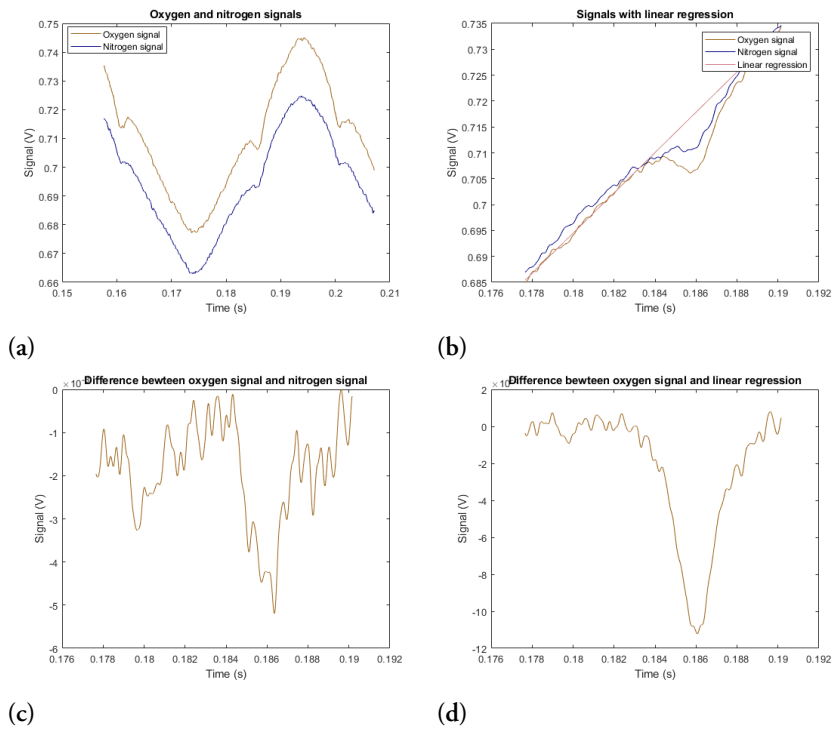 Oxygen and nitrogen signals
Oxygen signal
Nitrogen signal
0.75
0.74
0.73
0.72
0.71
0.7
0.69
0.68
0.67
0.66
Signal (V)
0.15 0.16 0.17 0.18 0.19 0.2 0.21
Time (s)
(a)
Signals with linear regression
Oxygen signal
Nitrogen signal
Linear regression
0.735
0.73
0.725
0.72
0.715
0.71
0.705
0.7
0.695
0.69
0.685
Signal (V)
0.176 0.178 0.18 0.182 0.184 0.186 0.188 0.19 0.192
Time (s)
(b)
Difference bewteen oxygen signal and nitrogen signal
× 10
0
-1
-2
-3
-4
-5
-6
Signal (V)
0.176 0.178 0.18 0.182 0.184 0.186 0.188 0.19 0.192
Time (s)
(c)
Difference bewteen oxygen signal and linear regression
× 10
2
0
-2
-4
-6
-8
-10
-12
Signal (V)
0.176 0.178 0.18 0.182 0.184 0.186 0.188 0.19 0.192
Time (s)
(d)